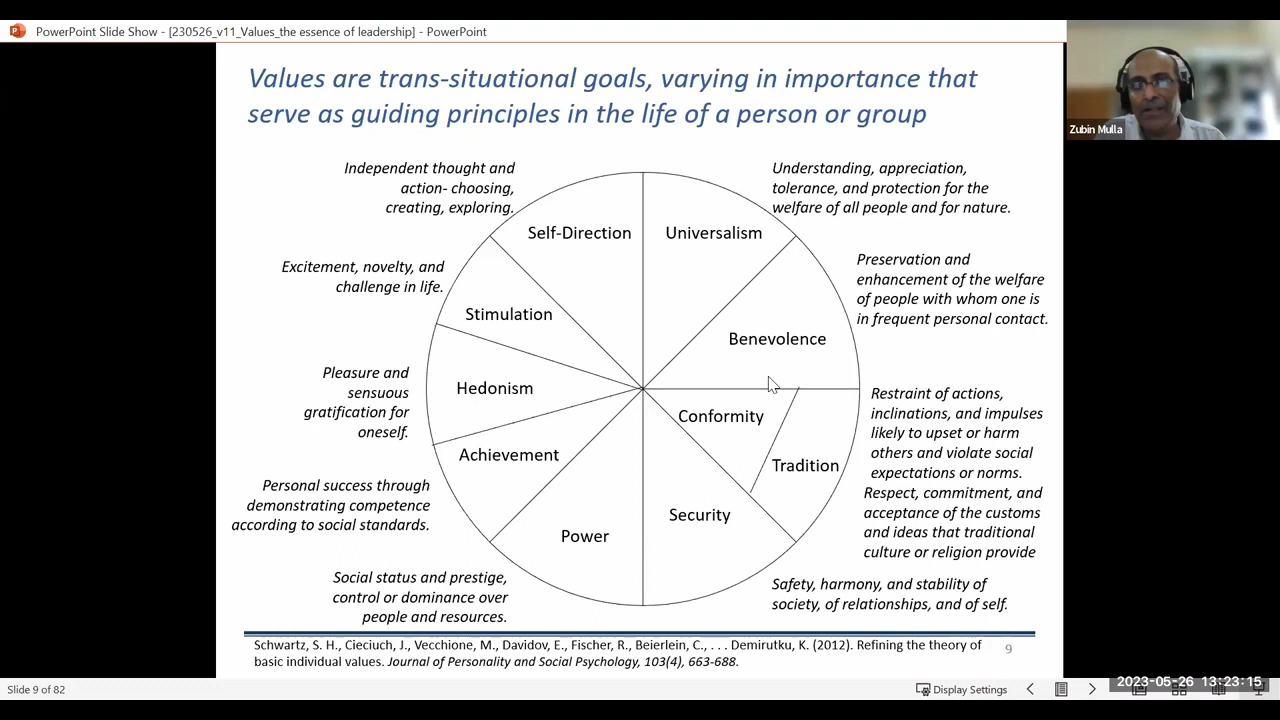 PowerPoint Slide Show - [230526_v11_Values_the essence of leadership] - PowerPoint
Zubin Mulla
Values are trans-situational goals, varying in importance that
serve as guiding principles in the life of a person or group
Independent thought and
action- choosing,
creating, exploring.
Understanding, appreciation,
tolerance, and protection for the
welfare of all people and for nature.
Self-Direction
Universalism
Excitement, novelty, and
challenge in life.
Preservation and
enhancement of the welfare
of people with whom one is
in frequent personal contact.
Stimulation
Benevolence
Pleasure and
sensuous
gratification for
oneself.
Hedonism
Conformity
Restraint of actions,
inclinations, and impulses
likely to upset or harm
others and violate social
expectations or norms.
Achievement
Tradition
Personal success through
demonstrating competence
according to social standards.
Respect, commitment, and
acceptance of the customs
and ideas that traditional
culture or religion provide
Power
Security
Social status and prestige,
control or dominance over
people and resources.
Safety, harmony, and stability of
society, of relationships, and of self.
Schwartz, S. H., Cieciuch, J., Vecchione, M., Davidov, E., Fischer, R., Beierlein, C., . . . Demirutku, K. (2012). Refining the theory of
basic individual values. Journal of Personality and Social Psychology, 103(4), 663-688.
9
Slide 9 of 82
Display Settings
2023-05-26 13:23:15